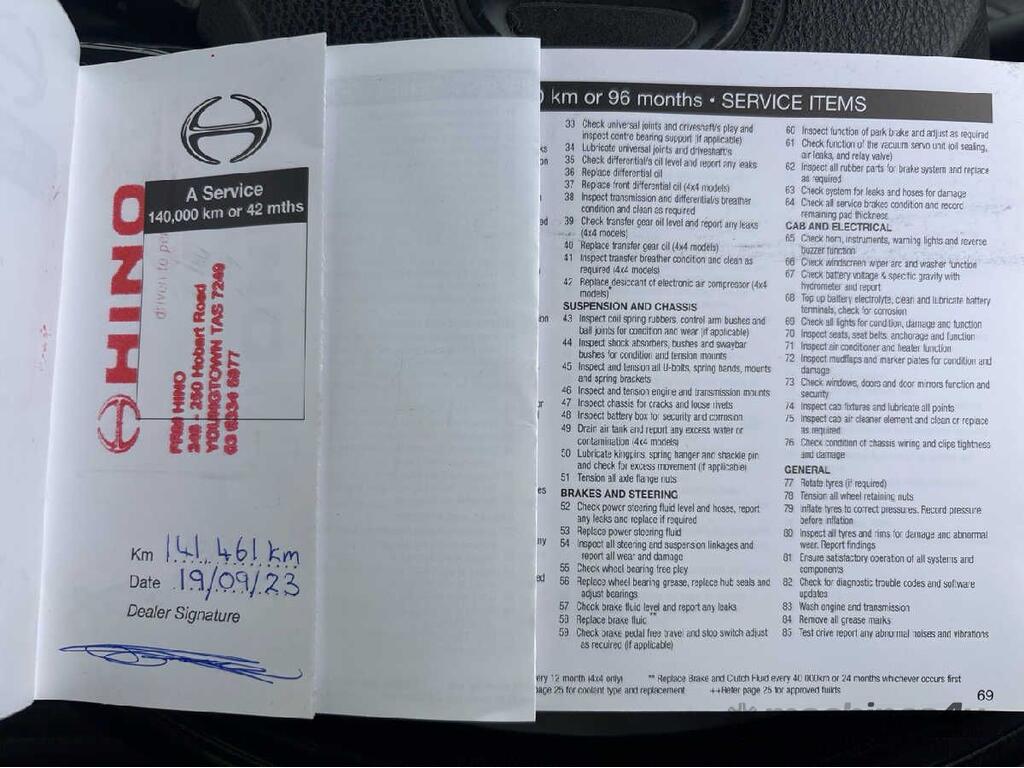 A Service
140,000 km or 42 mths
driven to
HINO
FRM HINO
YOUNGTOWN TAS 7249
03 6334 6977
Km 141,461 km
Date 19/09/23
Dealer Signature
km or 96 months • SERVICE ITEMS
33 Check universal joints and driveshaft/s play and
inspect centre bearing support (if applicable)
34 Lubricate universal joints and driveshaft/s
35 Check differential/s oil level and report any leaks
36 Replace differential oil
37 Replace front differential oil (4x4 models)
38 Inspect transmission and differential/s breather
condition and clean as required
39 Check transfer gear oil level and report any leaks
(4x4 models)
40 Replace transfer gear oil (4x4 models)
41 Inspect transfer breather condition and clean as
required (4x4 models)
42 Replace desiccant of electronic air compressor (4x4
models)
SUSPENSION AND CHASSIS
43 Inspect coil spring rubbers, control arm bushes and
ball joints for condition and wear (if applicable)
44 Inspect shock absorbers, bushes and swaybar
bushes for condition and tension mounts
45 Inspect and tension all U-bolts, spring bands, mounts
and spring brackets
46 Inspect and tension engine and transmission mounts
47 Inspect chassis for cracks and loose rivets
48 Inspect battery box for security and corrosion
49 Drain air tank and report any excess water or
contamination (4x4 models)
50 Lubricate kingpins, spring hanger and shackle pin
and check for excess movement (if applicable)
51 Tension all axle flange nuts
BRAKES AND STEERING
52 Check power steering fluid level and hoses, report
any leaks and replace if required
53 Replace power steering fluid
54 Inspect all steering and suspension linkages and
report all wear and damage
55 Check wheel bearing free play
56 Replace wheel bearing grease, replace hub seals and
adjust bearings
57 Check brake fluid level and report any leaks
58 Replace brake fluid **
59 Check brake pedal free travel and stop switch adjust
as required (if applicable)
60 Inspect function of park brake and adjust as required
61 Check function of the vacuum servo unit (oil sealing,
air leaks, and relay valve)
62 Inspect all rubber parts for brake system and replace
as required
63 Check system for leaks and hoses for damage
64 Check all service brakes condition and record
remaining pad thickness
CAB AND ELECTRICAL
65 Check horn, instruments, warning lights and reverse
buzzer function
66 Check windscreen wiper arc and washer function
67 Check battery voltage & specific gravity with
hydrometer and report
68 Top up battery electrolyte, clean and lubricate battery
terminals, check for corrosion
69 Check all lights for condition, damage and function
70 Inspect seats, seat belts, anchorage and function
71 Inspect air conditioner and heater function
72 Inspect mudflaps and marker plates for condition and
damage
73 Check windows, doors and door mirrors function and
security
74 Inspect cab fixtures and lubricate all points
75 Inspect cab air cleaner element and clean or replace
as required
76 Check condition of chassis wiring and clips tightness
and damage
GENERAL
77 Rotate tyres (if required)
78 Tension all wheel retaining nuts
79 Inflate tyres to correct pressures. Record pressure
before inflation
80 Inspect all tyres and rims for damage and abnormal
wear. Report findings
81 Ensure satisfactory operation of all systems and
components
82 Check for diagnostic trouble codes and software
updates
83 Wash engine and transmission
84 Remove all grease marks
85 Test drive report any abnormal noises and vibrations
ery 12 month (4x4 only) ** Replace Brake and Clutch Fluid every 40 000km or 24 months whichever occurs first
age 25 for coolant type and replacement ++Refer page 25 for approved fluids
69
machines4u